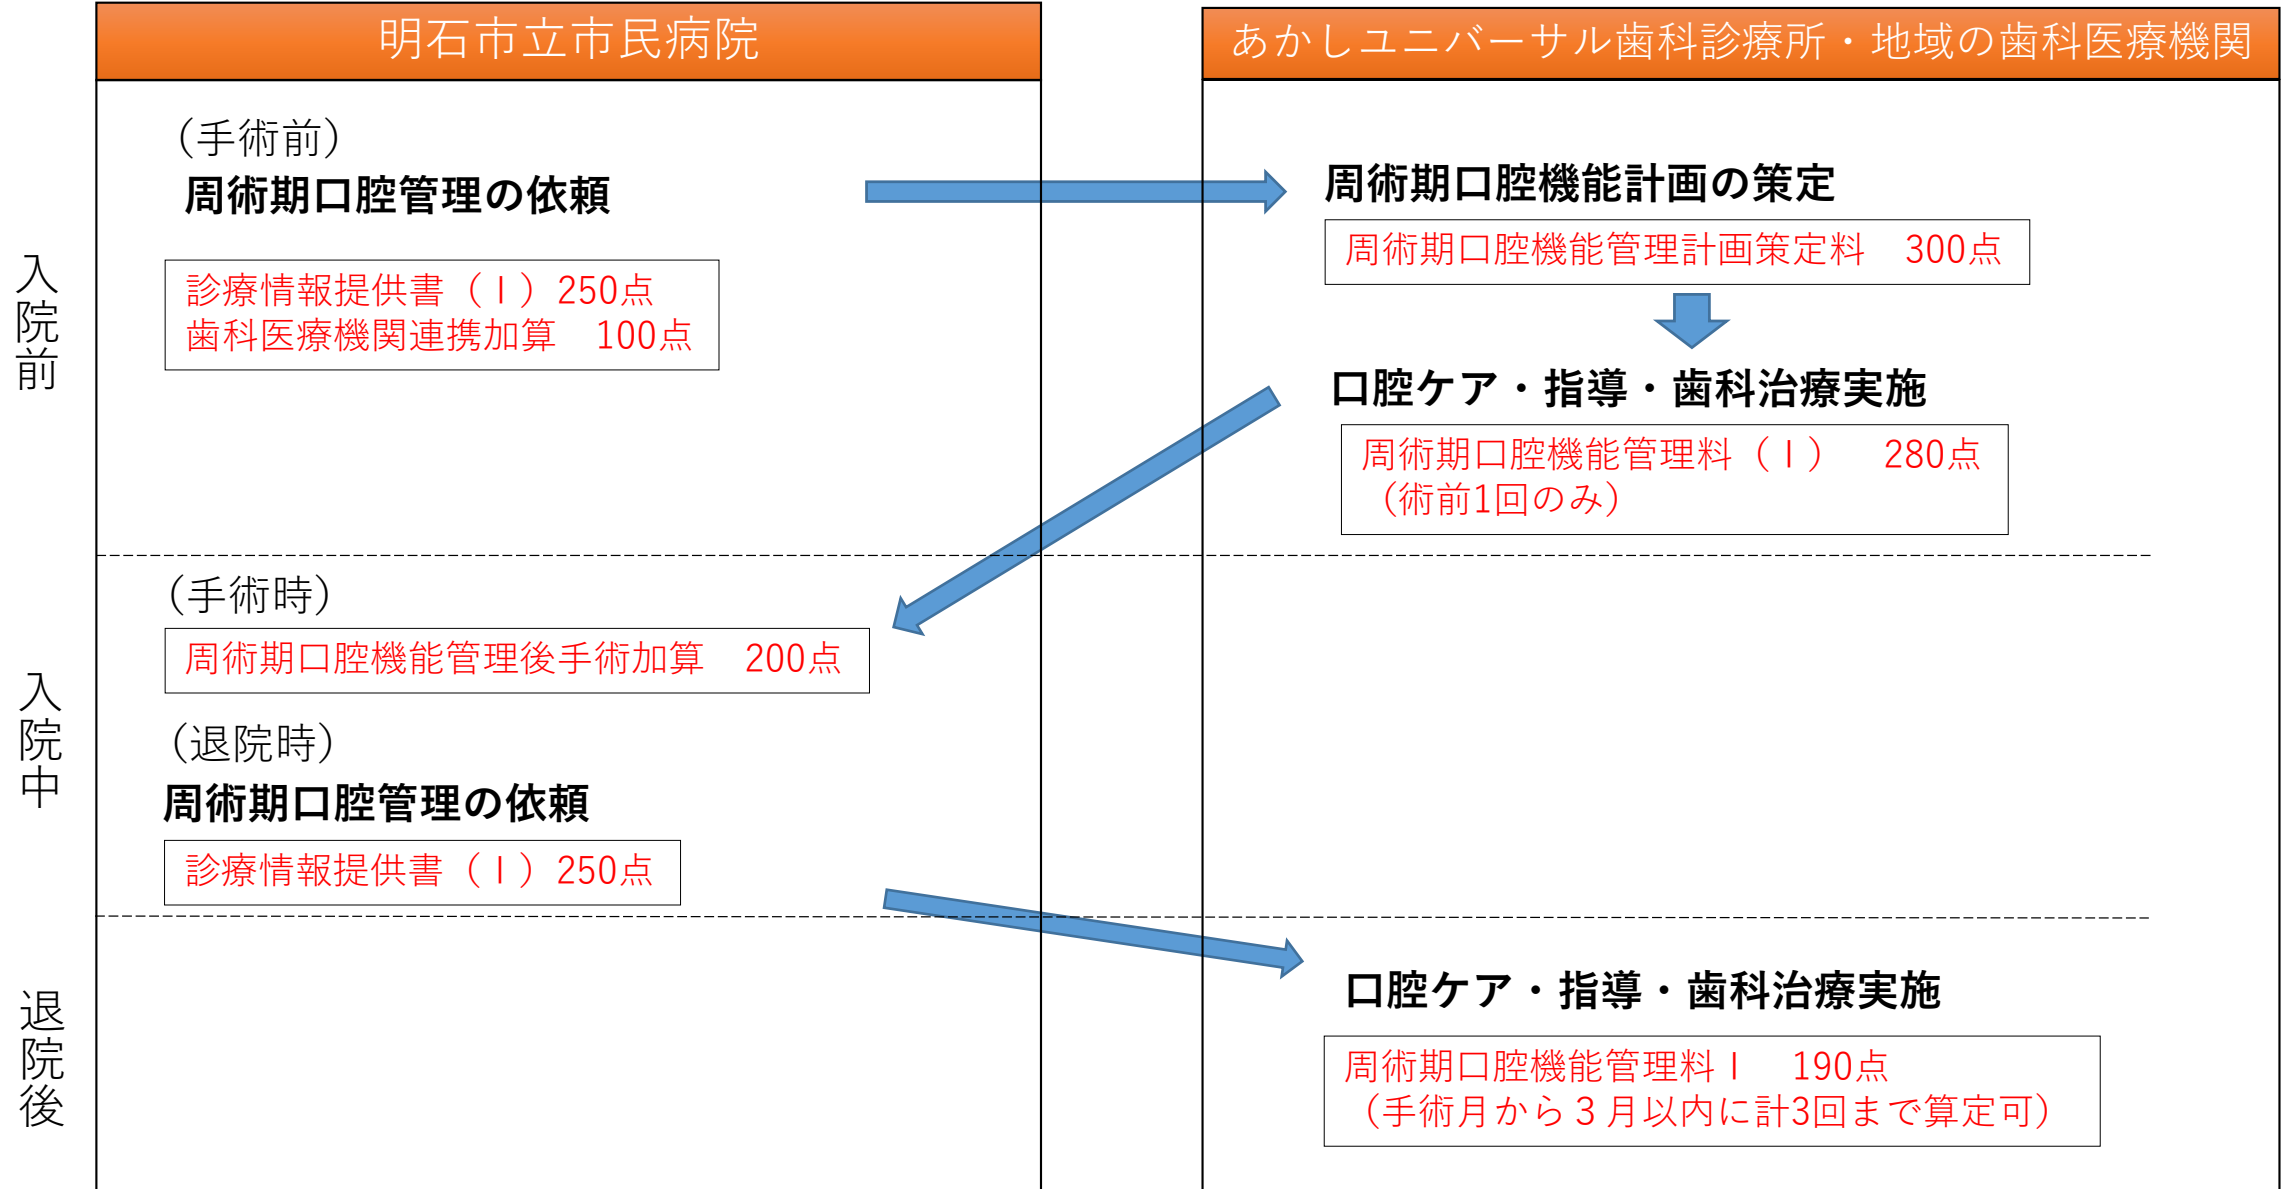 明石市立市民病院
あかしユニバーサル歯科診療所・地域の歯科医療機関
入院前
（手術前）
周術期口腔管理の依頼
診療情報提供書（Ⅰ）250点
歯科医療機関連携加算　100点
周術期口腔機能計画の策定
周術期口腔機能管理計画策定料　300点
口腔ケア・指導・歯科治療実施
周術期口腔機能管理料（Ⅰ）　280点
（術前1回のみ）
入院中
（手術時）
周術期口腔機能管理後手術加算　200点
（退院時）
周術期口腔管理の依頼
診療情報提供書（Ⅰ）250点
退院後
口腔ケア・指導・歯科治療実施
周術期口腔機能管理料Ⅰ　190点
（手術月から３月以内に計3回まで算定可）